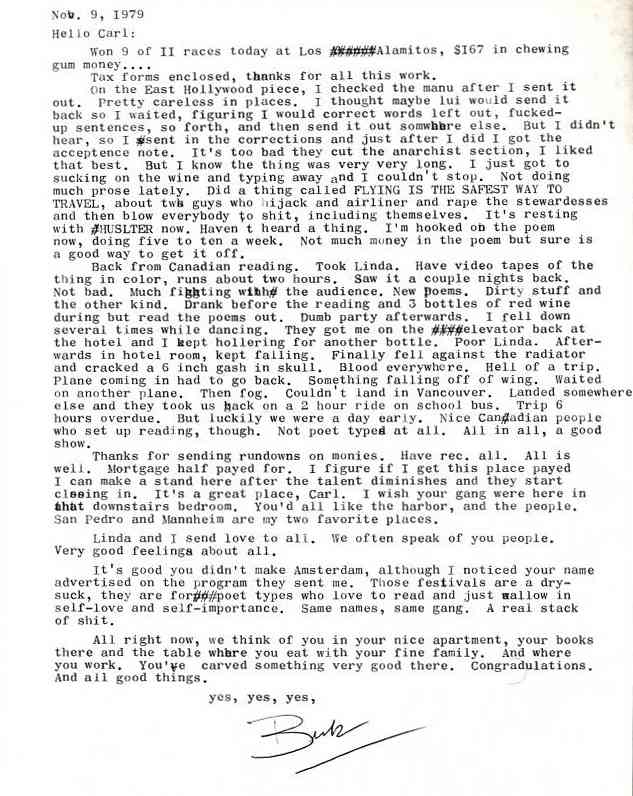 Nov. 9, 1979
Hello Carl:
Won 9 of II races today at Los ######Alamitos, $I67 in chewing
gum money....
Tax forms enclosed, thanks for all this work.
On the East Hollywood piece, I checked the manu after I sent it
out. Pretty careless in places. I thought maybe lui would send it
back so I waited, figuring I would correct words left out, fucked-
up sentences, so forth, and then send it out somwhere else. But I didn't
hear, so I #sent in the corrections and just after I did I got the
acceptence note. It's too bad they cut the anarchist section, I liked
that best. But I know the thing was very very long. I just got to
sucking on the wine and typing away and I couldn't stop. Not doing
much prose lately. Did a thing called FLYING IS THE SAFEST WAY TO
TRAVEL, about two guys who hijack and airliner and rape the stewardesses
and then blow everybody to shit, including themselves. It's resting
with #HUSLTER now. Haven t heard a thing. I'm hooked on the poem
now, doing five to ten a week. Not much money in the poem but sure is
a good way to get it off.
Back from Canadian reading. Took Linda. Have video tapes of the
thing in color, runs about two hours. Saw it a couple nights back.
Not bad. Much fighting with# the audience. New poems. Dirty stuff and
the other kind. Drank before the reading and 3 bottles of red wine
during but read the poems out. Dumb party afterwards. I fell down
several times while dancing. They got me on the ####elevator back at
the hotel and I kept hollering for another bottle. Poor Linda. After-
wards in hotel room, kept falling. Finally fell against the radiator
and cracked a 6 inch gash in skull. Blood everywhere. Hell of a trip.
Plane coming in had to go back. Something falling off of wing. Waited
on another plane. Then fog. Couldn't land in Vancouver. Landed somewhere
else and they took us back on a 2 hour ride on school bus. Trip 6
hours overdue. But luckily we were a day early. Nice Canadian people
who set up reading, though. Not poet types at all. All in all, a good
show.
Thanks for sending rundowns on monies. Have rec. all. All is
well. Mortgage half payed for. I figure if I get this place payed
I can make a stand here after the talent diminishes and they start
closing in. It's a great place, Carl. I wish your gang were here in
that downstairs bedroom. You'd all like the harbor, and the people.
San Pedro and Mannheim are my two favorite places.
Linda and I send love to all. We often speak of you people.
Very good feelings about all.
It's good you didn't make Amsterdam, although I noticed your name
advertised on the program they sent me. Those festivals are a dry-
suck, they are for###poet types who love to read and just wallow in
self-love and self-importance. Same names, same gang. A real stack
of shit.
All right now, we think of you in your nice apartment, your books
there and the table where you eat with your fine family. And where
you work. You've carved something very good there. Congradulations.
And all good things.
yes, yes, yes,
Buk